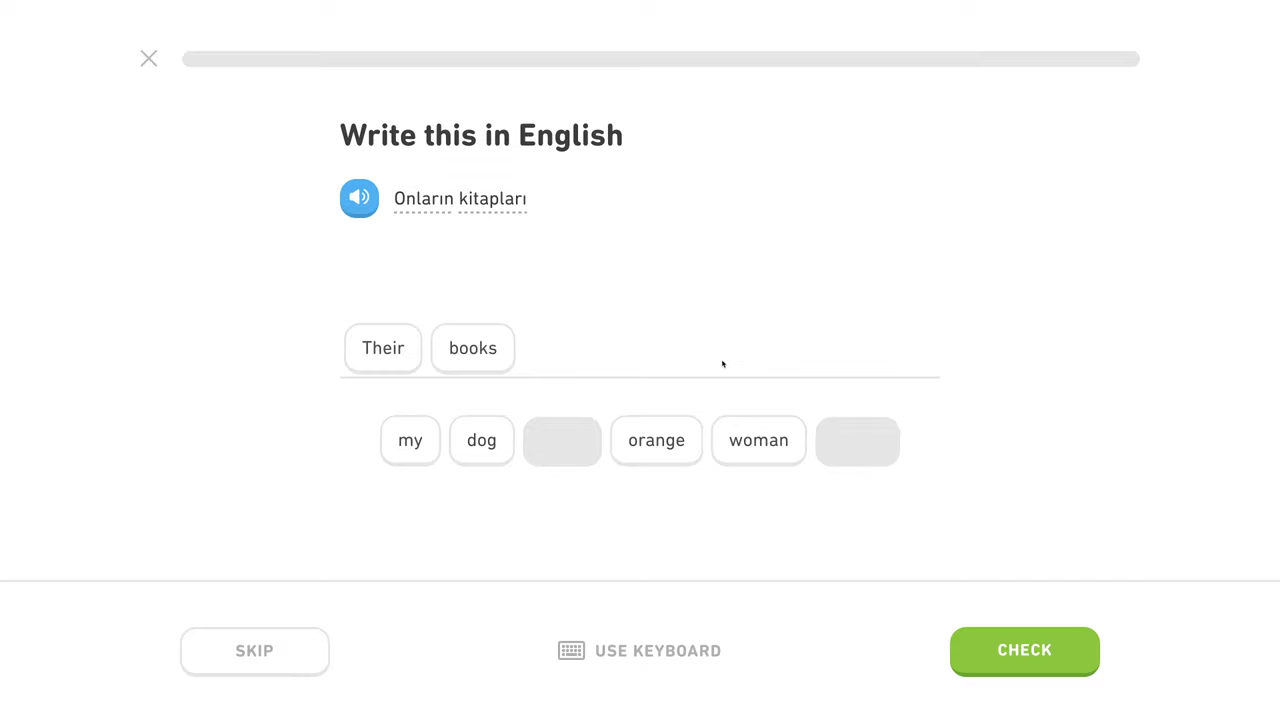 Write this in English
Onların kitapları
Their books
my dog orange woman
SKIP USE KEYBOARD CHECK